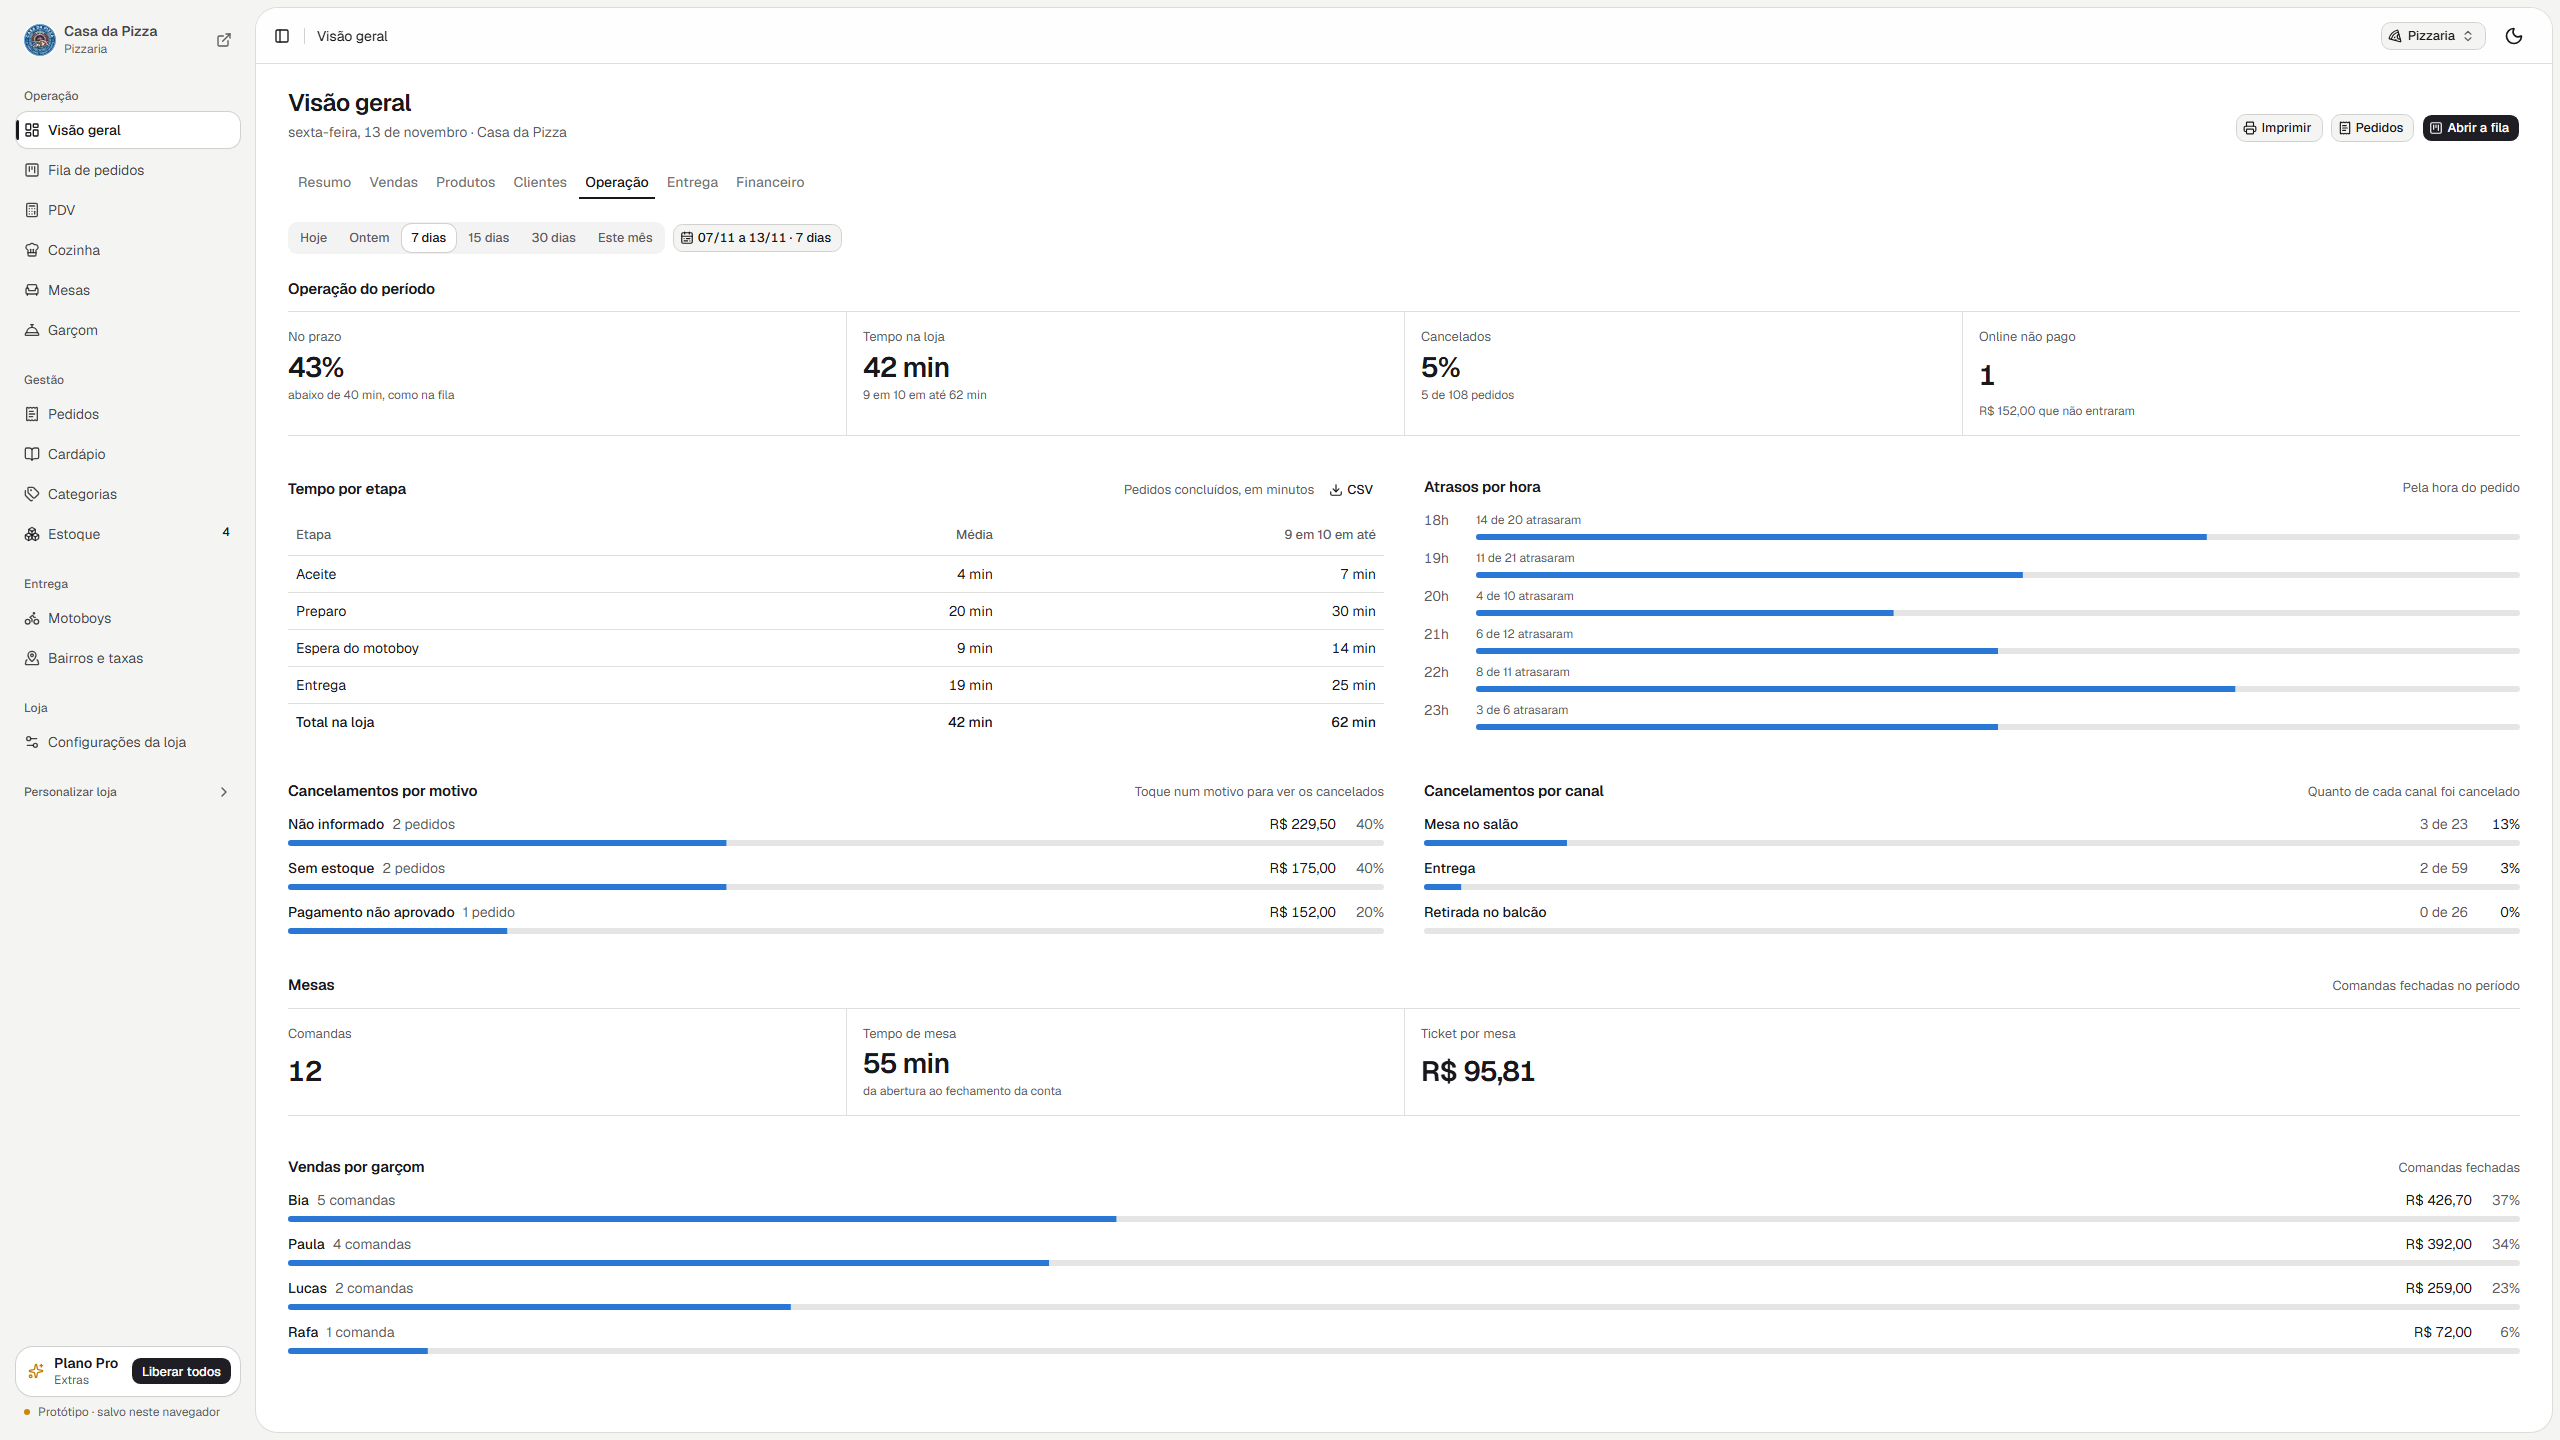 Casa da Pizza
Pizzaria
Operação
Visão geral
Fila de pedidos
PDV
Cozinha
Mesas
Garçom
Gestão
Pedidos
Cardápio
Categorias
Estoque 4
Entrega
Motoboys
Bairros e taxas
Loja
Configurações da loja
Personalizar loja
Plano Pro
Extras
Liberar todos
Protótipo · salvo neste navegador
Visão geral
Pizzaria
Visão geral
sexta-feira, 13 de novembro · Casa da Pizza
Imprimir Pedidos Abrir a fila
Resumo Vendas Produtos Clientes Operação Entrega Financeiro
Hoje Ontem 7 dias 15 dias 30 dias Este mês 07/11 a 13/11 · 7 dias
Operação do período
No prazo
43%
abaixo de 40 min, como na fila
Tempo na loja
42 min
9 em 10 em até 62 min
Cancelados
5%
5 de 108 pedidos
Online não pago
1
R$ 152,00 que não entraram
Tempo por etapa Pedidos concluídos, em minutos CSV
Etapa Média 9 em 10 em até
Aceite 4 min 7 min
Preparo 20 min 30 min
Espera do motoboy 9 min 14 min
Entrega 19 min 25 min
Total na loja 42 min 62 min
Atrasos por hora Pela hora do pedido
18h 14 de 20 atrasaram
19h 11 de 21 atrasaram
20h 4 de 10 atrasaram
21h 6 de 12 atrasaram
22h 8 de 11 atrasaram
23h 3 de 6 atrasaram
Cancelamentos por motivo Toque num motivo para ver os cancelados
Não informado 2 pedidos R$ 229,50 40%
Sem estoque 2 pedidos R$ 175,00 40%
Pagamento não aprovado 1 pedido R$ 152,00 20%
Cancelamentos por canal Quanto de cada canal foi cancelado
Mesa no salão 3 de 23 13%
Entrega 2 de 59 3%
Retirada no balcão 0 de 26 0%
Mesas Comandas fechadas no período
Comandas
12
Tempo de mesa
55 min
da abertura ao fechamento da conta
Ticket por mesa
R$ 95,81
Vendas por garçom Comandas fechadas
Bia 5 comandas R$ 426,70 37%
Paula 4 comandas R$ 392,00 34%
Lucas 2 comandas R$ 259,00 23%
Rafa 1 comanda R$ 72,00 6%